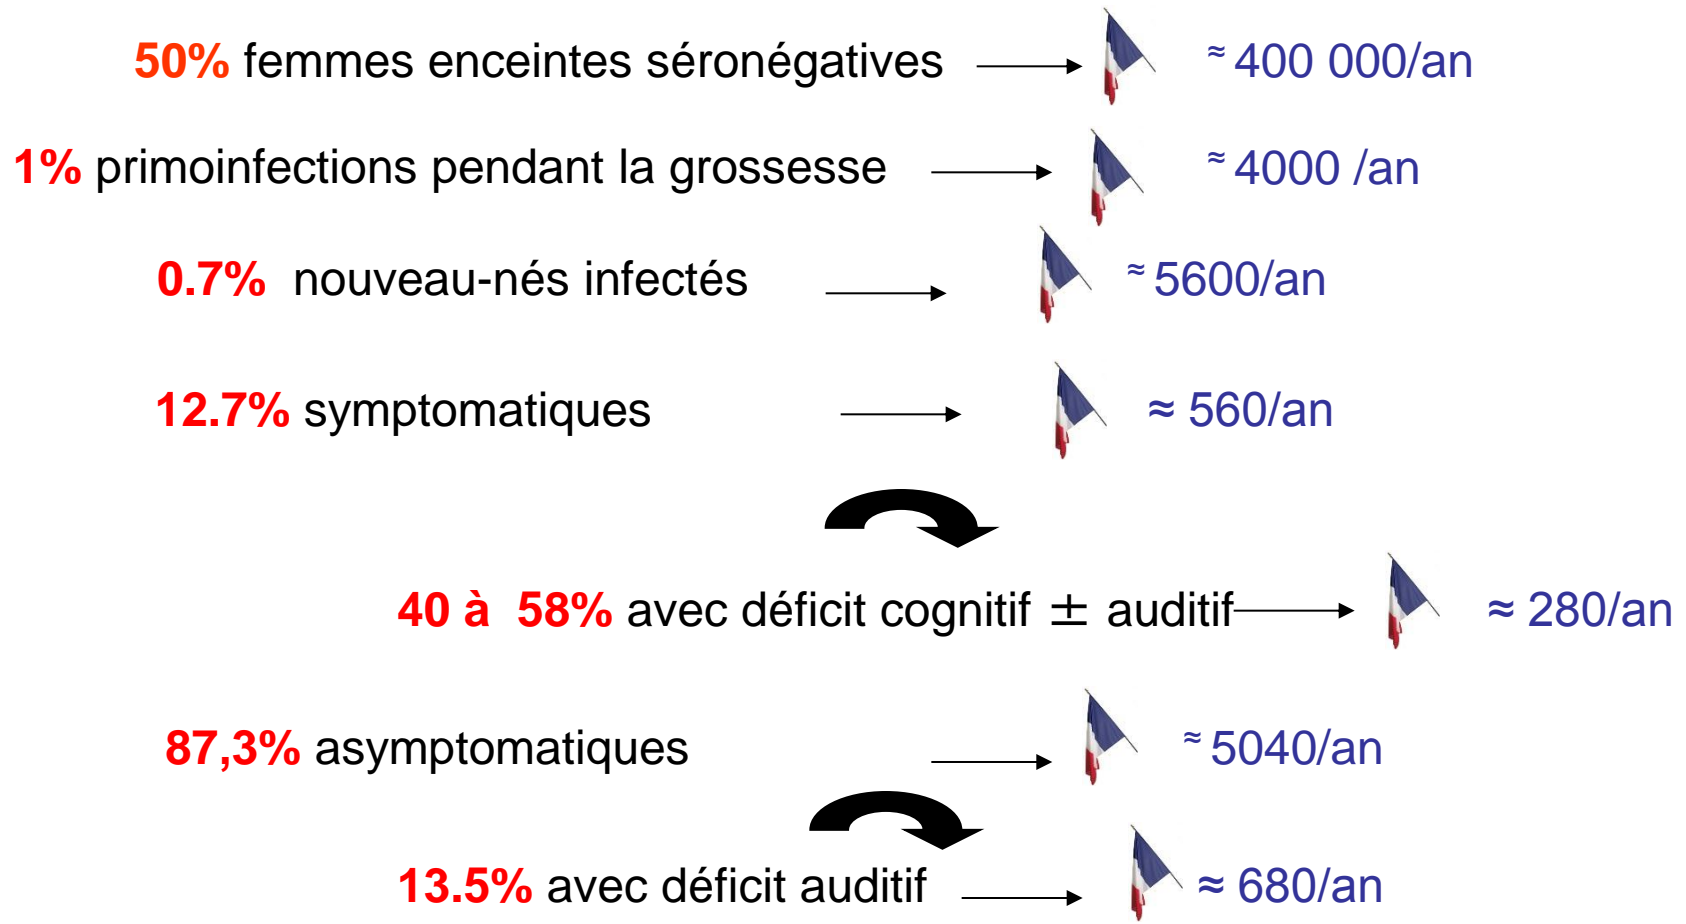 50% femmes enceintes séronégatives ≈ 400 000/an
1% primoinfections pendant la grossesse ≈ 4000 /an
0.7% nouveau-nés infectés ≈ 5600/an
12.7% symptomatiques ≈ 560/an
40 à 58% avec déficit cognitif ± auditif ≈ 280/an
87,3% asymptomatiques ≈ 5040/an
13.5% avec déficit auditif ≈ 680/an